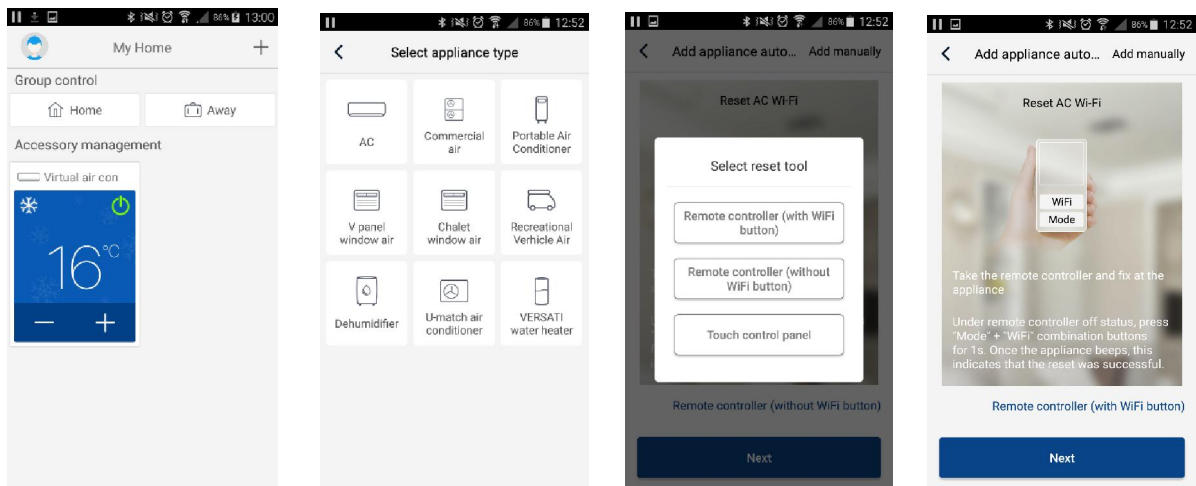 86% 13:00
My Home
Group control
Home
Away
Accessory management
Virtual air con
16°C
86% 12:52
Select appliance type
AC
Commercial
air
Portable Air
Conditioner
V panel
window air
Chalet
window air
Recreational
Verhicle Air
Dehumidifier
U-match air
conditioner
VERSATI
water heater
86% 12:52
Add appliance auto... Add manually
Reset AC Wi-Fi
Select reset tool
Remote controller (with WiFi
button)
Remote controller (without
WiFi button)
Touch control panel
Remote controller (without WiFi button)
Next
86% 12:52
Add appliance auto... Add manually
Reset AC Wi-Fi
WiFi
Mode
Take the remote controller and fix at the
appliance
Under remote controller off status, press
"Mode" + "WiFi" combination buttons
for 1s. Once the appliance beeps, this
indicates that the reset was successful.
Remote controller (with WiFi button)
Next